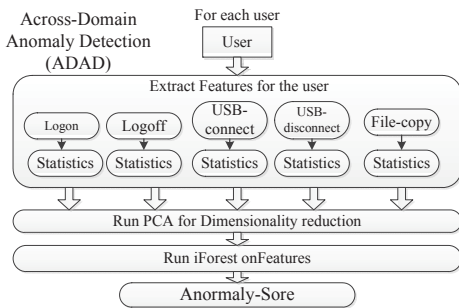 Across-Domain
Anomaly Detection
(ADAD)
For each user
User
Extract Features for the user
Logon
Logoff
USB-
connect
USB-
disconnect
File-copy
Statistics
Statistics
Statistics
Statistics
Statistics
Run PCA for Dimensionality reduction
Run iForest onFeatures
Anormaly-Sore